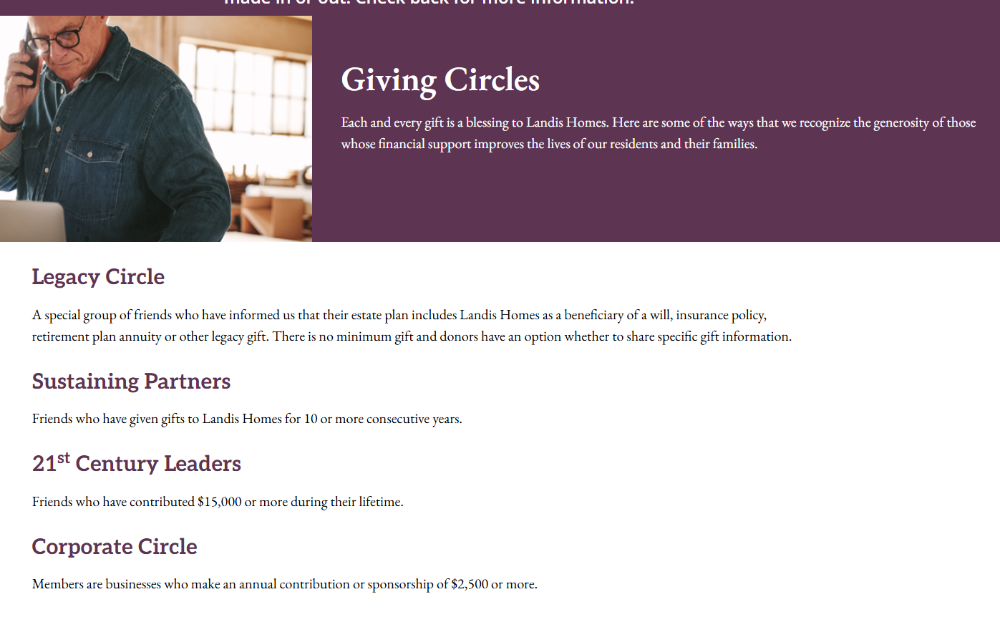 made in or out. Check back for more information.
Giving Circles
Each and every gift is a blessing to Landis Homes. Here are some of the ways that we recognize the generosity of those
whose financial support improves the lives of our residents and their families.
Legacy Circle
A special group of friends who have informed us that their estate plan includes Landis Homes as a beneficiary of a will, insurance policy,
retirement plan annuity or other legacy gift. There is no minimum gift and donors have an option whether to share specific gift information.
Sustaining Partners
Friends who have given gifts to Landis Homes for 10 or more consecutive years.
21st Century Leaders
Friends who have contributed $15,000 or more during their lifetime.
Corporate Circle
Members are businesses who make an annual contribution or sponsorship of $2,500 or more.